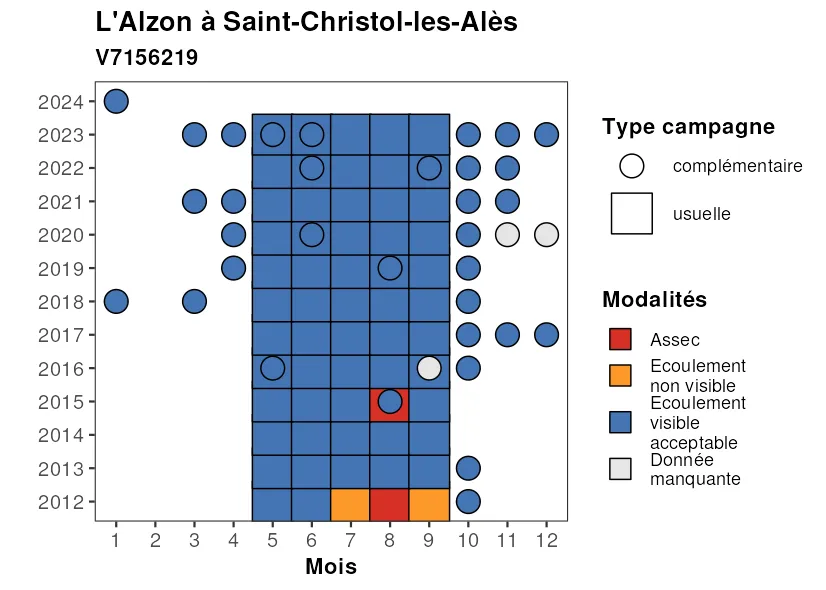 L'Alzon à Saint-Christol-les-Alès
V7156219
2024
2023
2022
2021
2020
2019
2018
2017
2016
2015
2014
2013
2012
1 2 3 4 5 6 7 8 9 10 11 12
Mois
Type campagne
complémentaire
usuelle
Modalités
Assec
Ecoulement
non visible
Ecoulement
visible
acceptable
Donnée
manquante